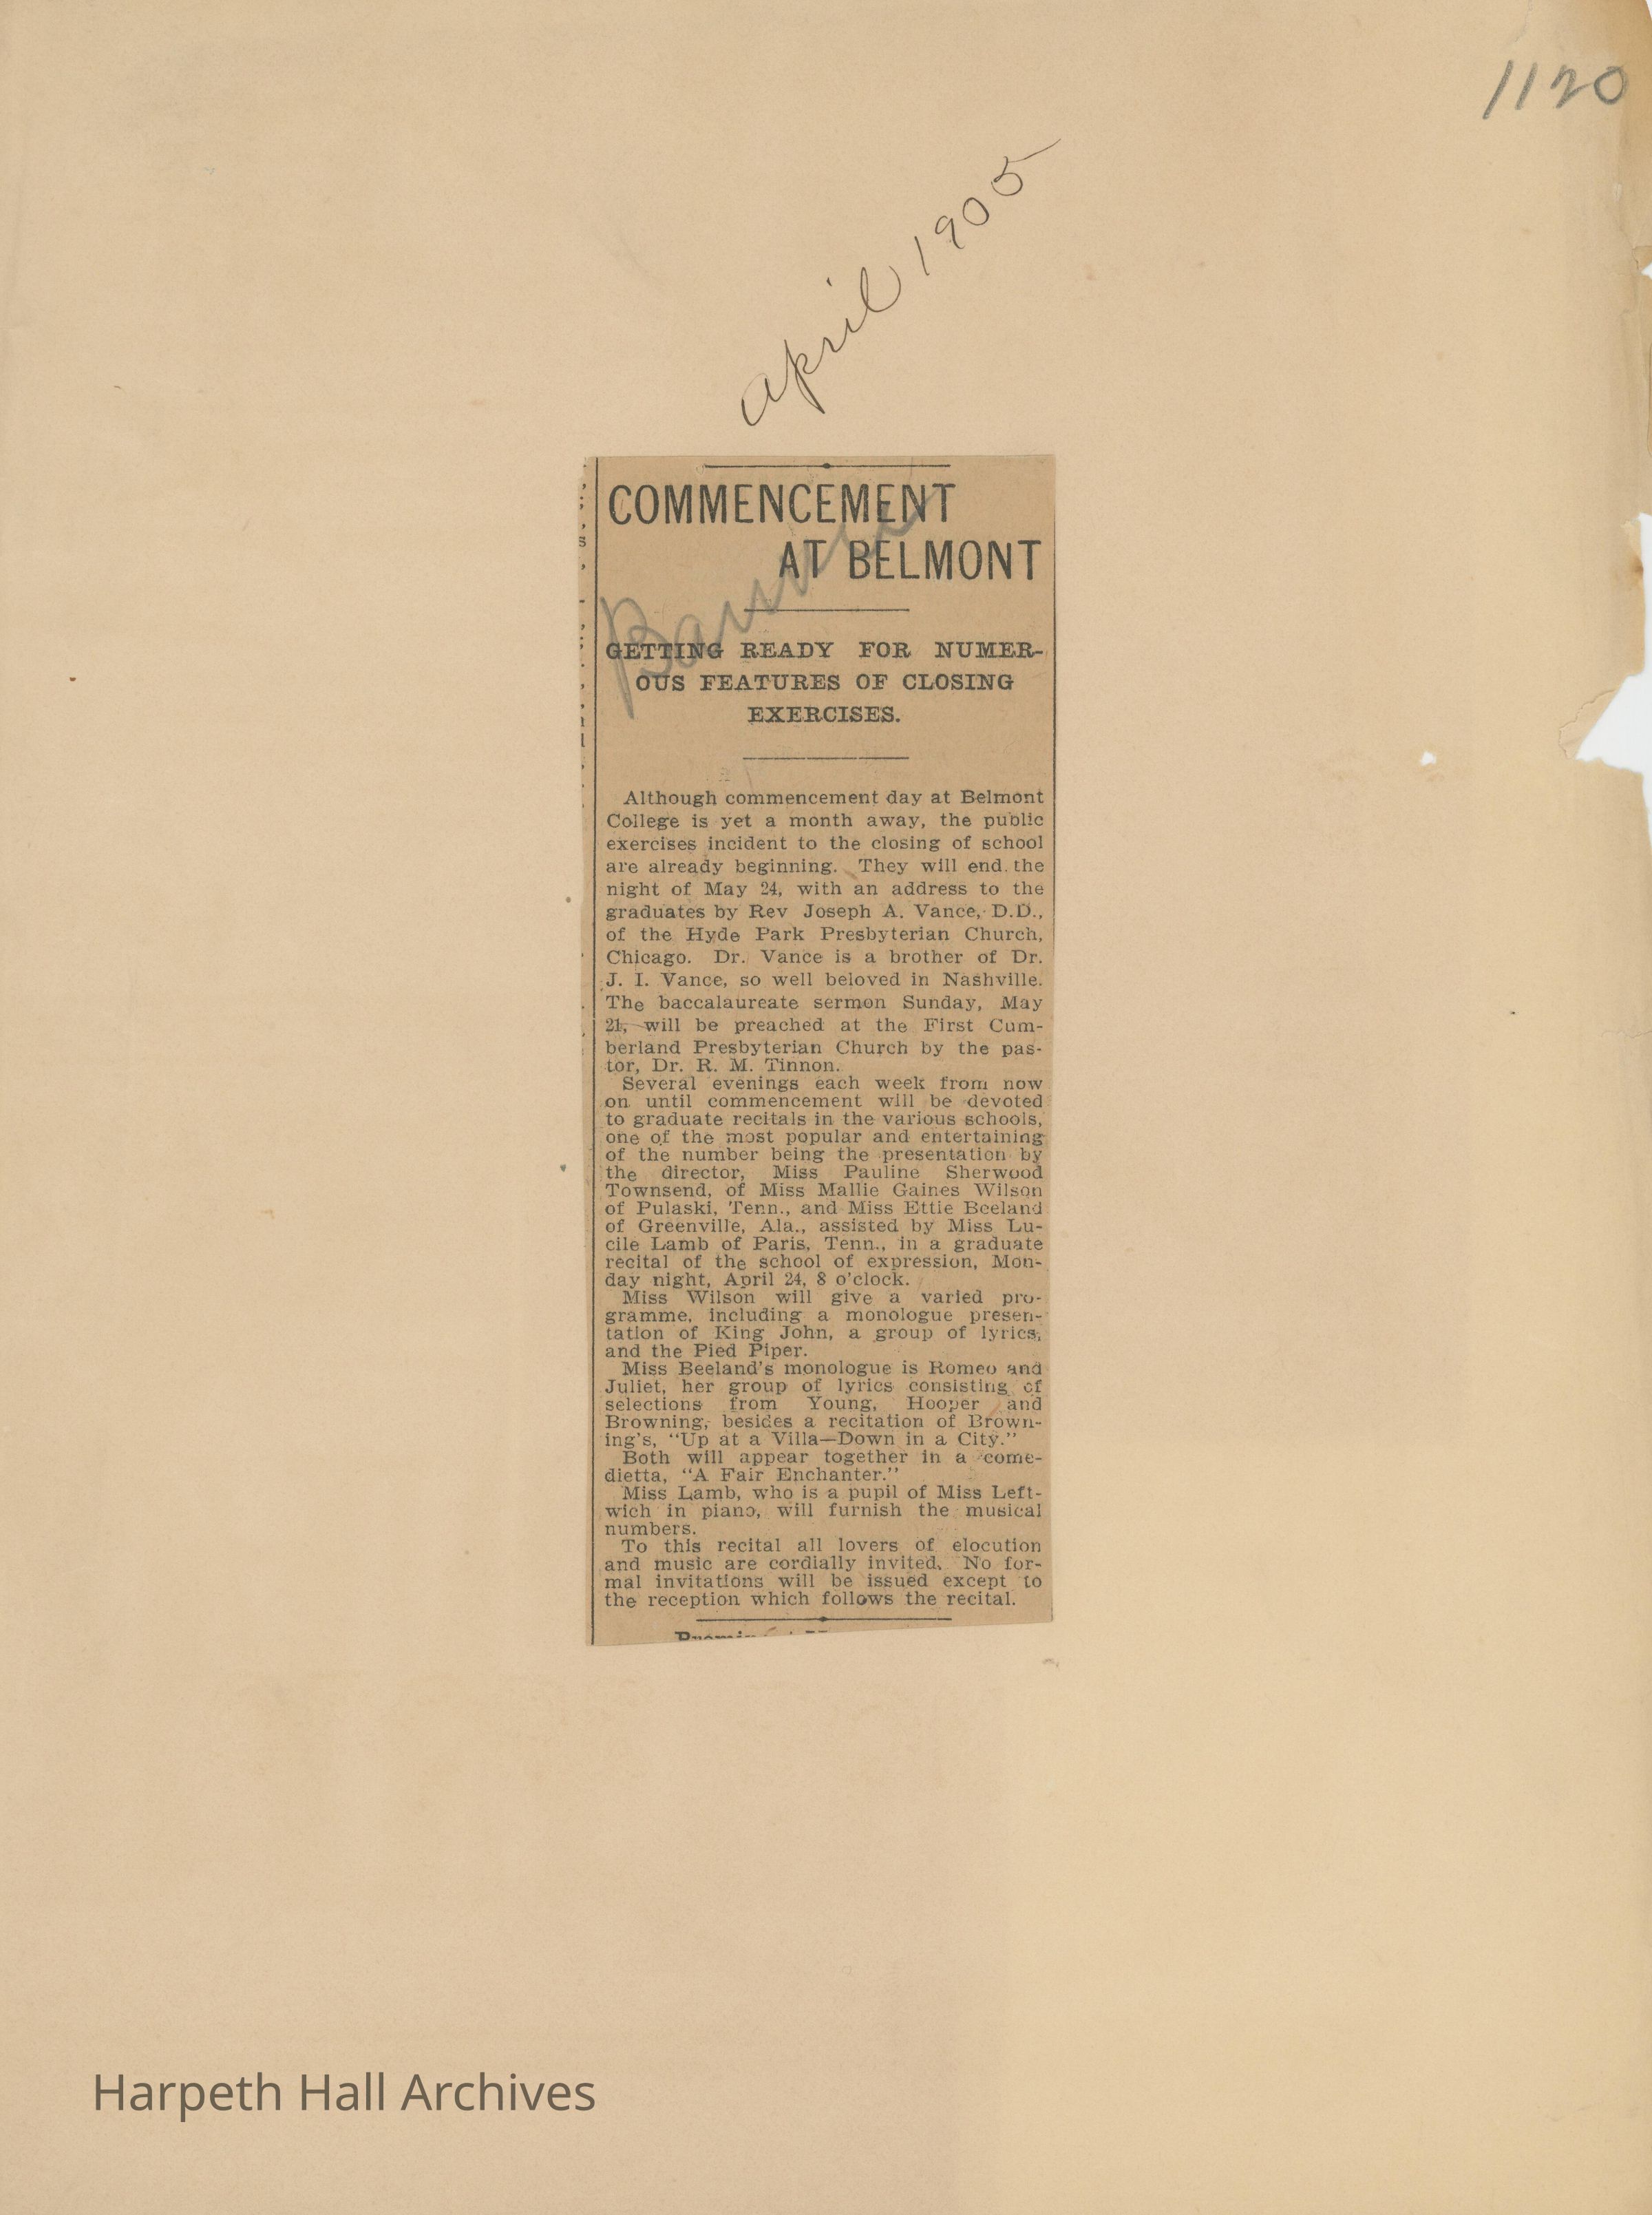 1120
April 1905
COMMENCEMENT
AT BELMONT
GETTING READY FOR NUMER-
OUS FEATURES OF CLOSING
EXERCISES.
Although commencement day at Belmont
College is yet a month away, the public
exercises incident to the closing of school
are already beginning. They will end the
night of May 24, with an address to the
graduates by Rev Joseph A. Vance, D.D.,
of the Hyde Park Presbyterian Church,
Chicago. Dr. Vance is a brother of Dr.
J. I. Vance, so well beloved in Nashville.
The baccalaureate sermon Sunday, May
21, will be preached at the First Cum-
berland Presbyterian Church by the pas-
tor, Dr. R. M. Tinnon.
Several evenings each week from now
on until commencement will be devoted
to graduate recitals in the various schools,
one of the most popular and entertaining
of the number being the presentation by
the director, Miss Pauline Sherwood
Townsend, of Miss Mallie Gaines Wilson
of Pulaski, Tenn., and Miss Ettie Beeland
of Greenville, Ala., assisted by Miss Lu-
cile Lamb of Paris, Tenn., in a graduate
recital of the school of expression, Mon-
day night, April 24, 8 o'clock.
Miss Wilson will give a varied pro-
gramme, including a monologue presen-
tation of King John, a group of lyrics,
and the Pied Piper.
Miss Beeland's monologue is Romeo and
Juliet, her group of lyrics consisting of
selections from Young, Hooper and
Browning, besides a recitation of Brown-
ing's, "Up at a Villa—Down in a City."
Both will appear together in a come-
dietta, "A Fair Enchanter."
Miss Lamb, who is a pupil of Miss Left-
wich in piano, will furnish the musical
numbers.
To this recital all lovers of elocution
and music are cordially invited. No for-
mal invitations will be issued except to
the reception which follows the recital.
Harpeth Hall Archives